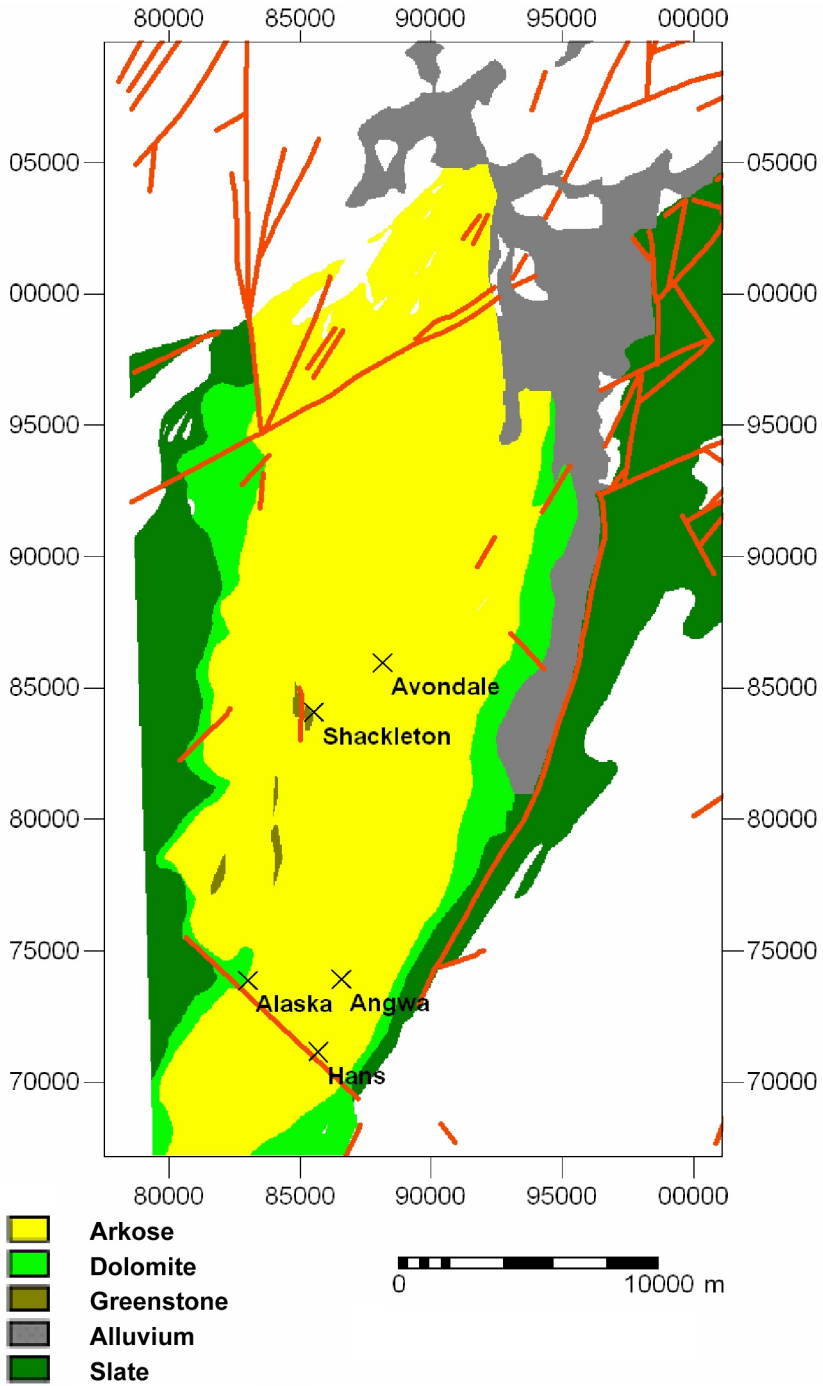 80000 85000 90000 95000 00000
05000 05000
00000 00000
95000 95000
90000 90000
85000 85000
Avondale
Shackleton
80000 80000
75000 75000
Alaska Angwa
Hans
70000 70000
80000 85000 90000 95000 00000
Arkose
Dolomite
0 10000 m
Greenstone
Alluvium
Slate